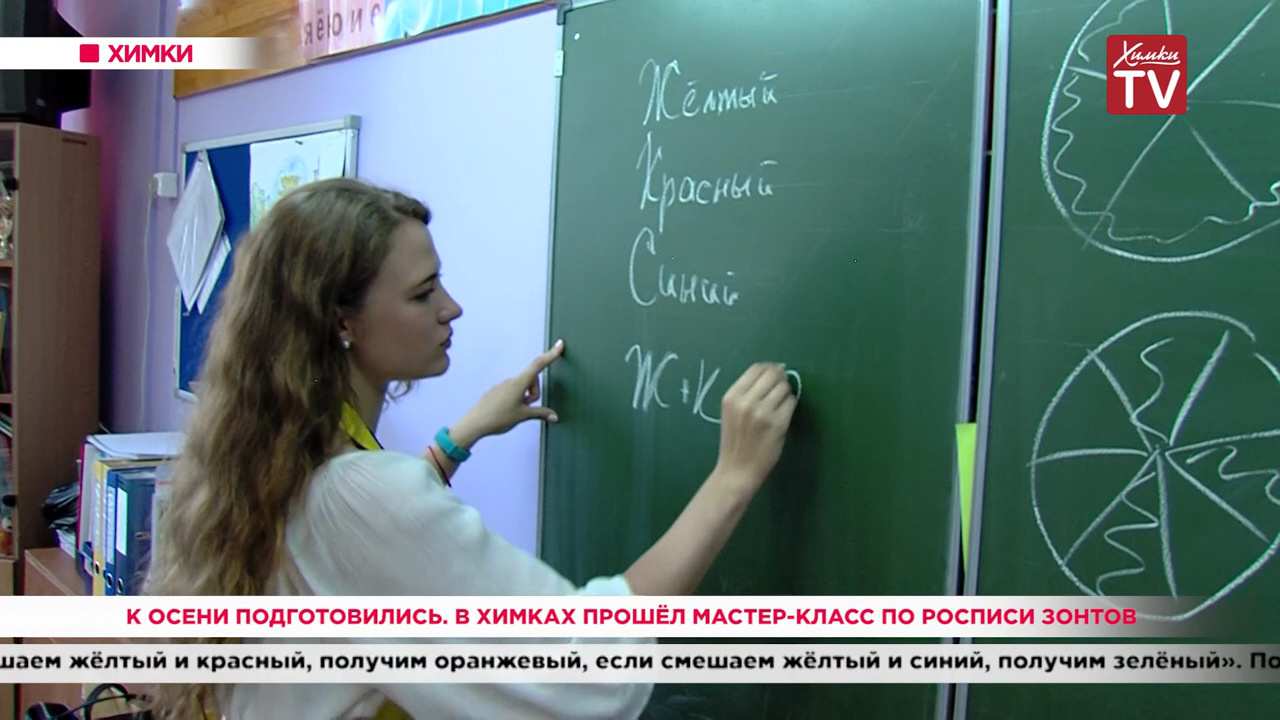 ХИМКИ
Химки
TV
Жёлтый
Красный
Синий
Ж+К
К ОСЕНИ ПОДГОТОВИЛИСЬ. В ХИМКАХ ПРОШЁЛ МАСТЕР-КЛАСС ПО РОСПИСИ ЗОНТОВ
шаем жёлтый и красный, получим оранжевый, если смешаем жёлтый и синий, получим зелёный». По